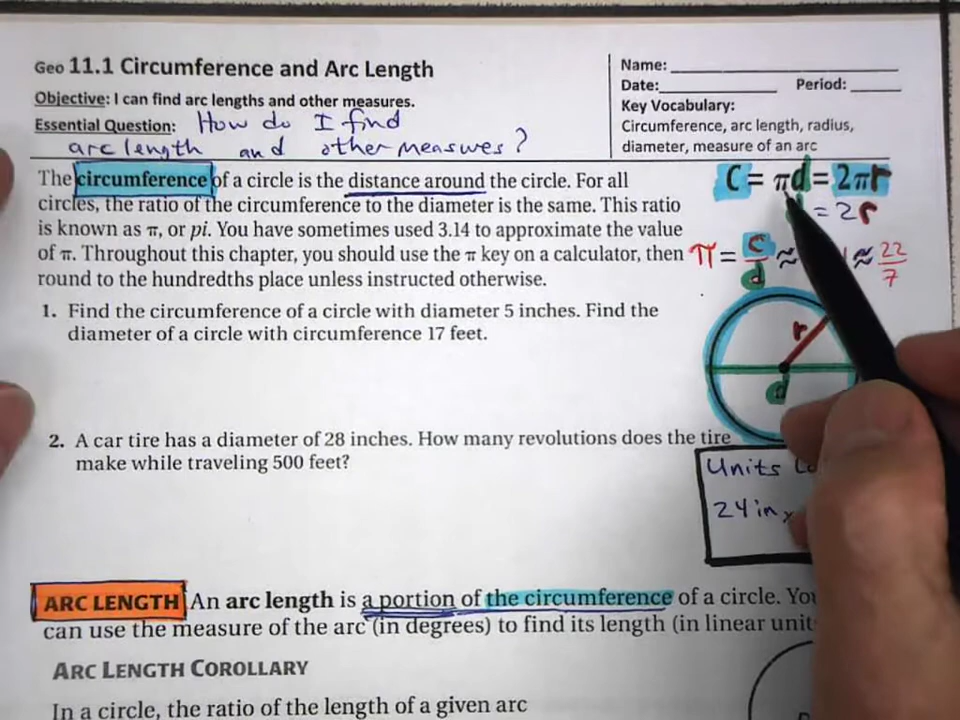 Geo 11.1 Circumference and Arc Length
Objective: I can find arc lengths and other measures.
Essential Question: How do I find
arc length and other measures?
Name:
Date: Period:
Key Vocabulary:
Circumference, arc length, radius,
diameter, measure of an arc
The circumference of a circle is the distance around the circle. For all
circles, the ratio of the circumference to the diameter is the same. This ratio
is known as π, or pi. You have sometimes used 3.14 to approximate the value
of π. Throughout this chapter, you should use the π key on a calculator, then
round to the hundredths place unless instructed otherwise.
C = πd = 2πr
= 2r
π = C/d ≈ ≈ 22/7
r
d
1. Find the circumference of a circle with diameter 5 inches. Find the
diameter of a circle with circumference 17 feet.
2. A car tire has a diameter of 28 inches. How many revolutions does the tire
make while traveling 500 feet?
Units
24in
ARC LENGTH An arc length is a portion of the circumference of a circle. You
can use the measure of the arc (in degrees) to find its length (in linear unit
ARC LENGTH COROLLARY
In a circle, the ratio of the length of a given arc